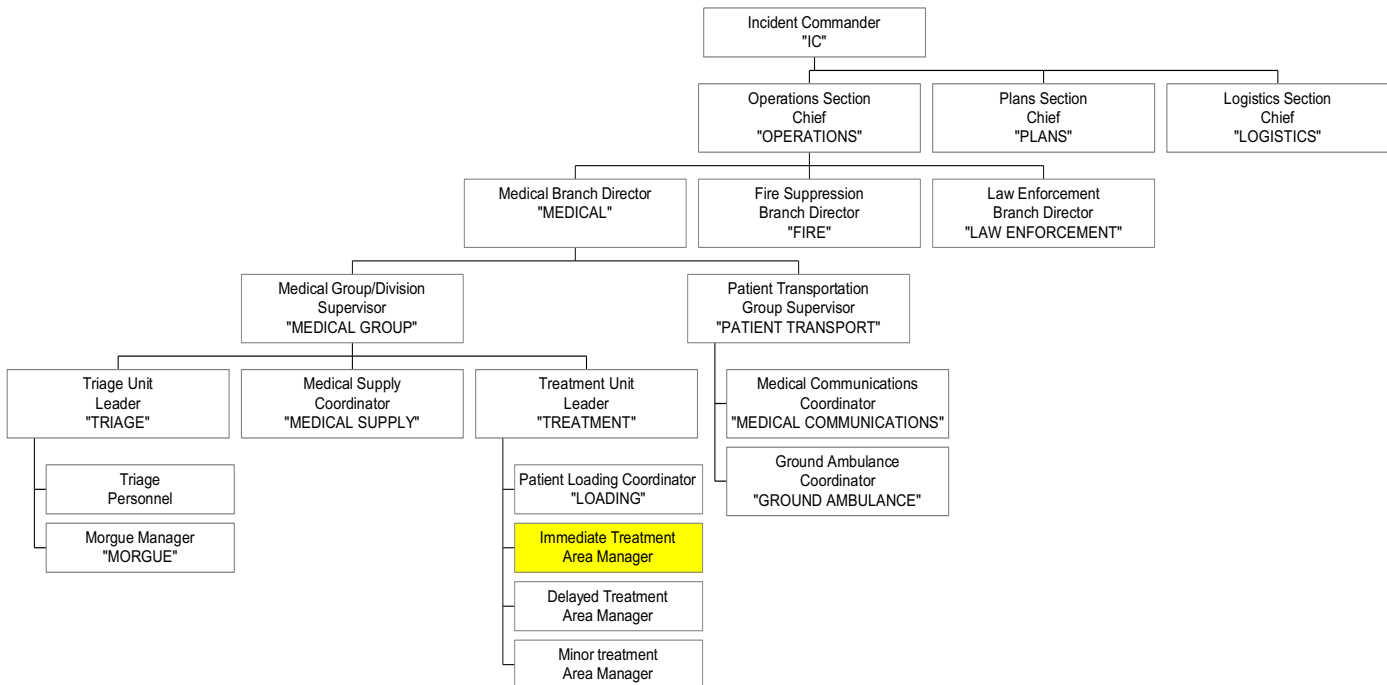 Incident Commander
"IC"
Operations Section
Chief
"OPERATIONS"
Plans Section
Chief
"PLANS"
Logistics Section
Chief
"LOGISTICS"
Medical Branch Director
"MEDICAL"
Fire Suppression
Branch Director
"FIRE"
Law Enforcement
Branch Director
"LAW ENFORCEMENT"
Medical Group/Division
Supervisor
"MEDICAL GROUP"
Patient Transportation
Group Supervisor
"PATIENT TRANSPORT"
Triage Unit
Leader
"TRIAGE"
Medical Supply
Coordinator
"MEDICAL SUPPLY"
Treatment Unit
Leader
"TREATMENT"
Medical Communications
Coordinator
"MEDICAL COMMUNICATIONS"
Ground Ambulance
Coordinator
"GROUND AMBULANCE"
Triage
Personnel
Morgue Manager
"MORGUE"
Patient Loading Coordinator
"LOADING"
Immediate Treatment
Area Manager
Delayed Treatment
Area Manager
Minor treatment
Area Manager